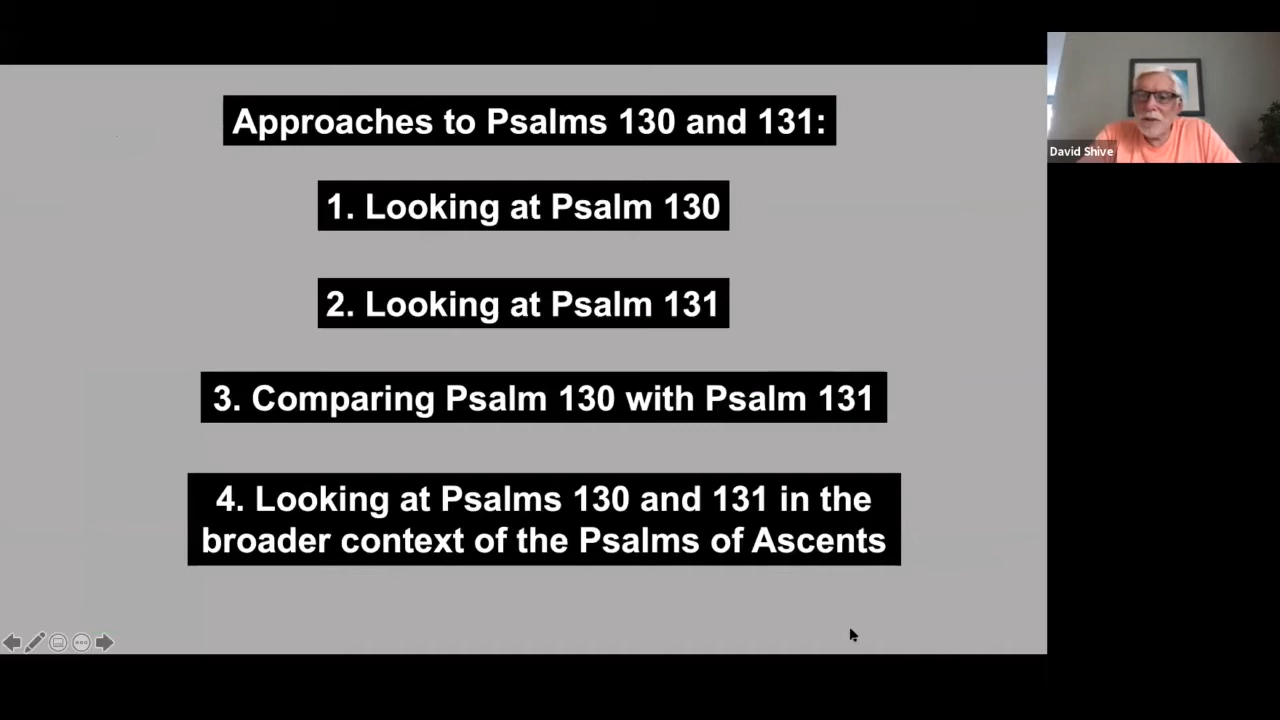 Approaches to Psalms 130 and 131:
1. Looking at Psalm 130
2. Looking at Psalm 131
3. Comparing Psalm 130 with Psalm 131
4. Looking at Psalms 130 and 131 in the
broader context of the Psalms of Ascents
David Shive